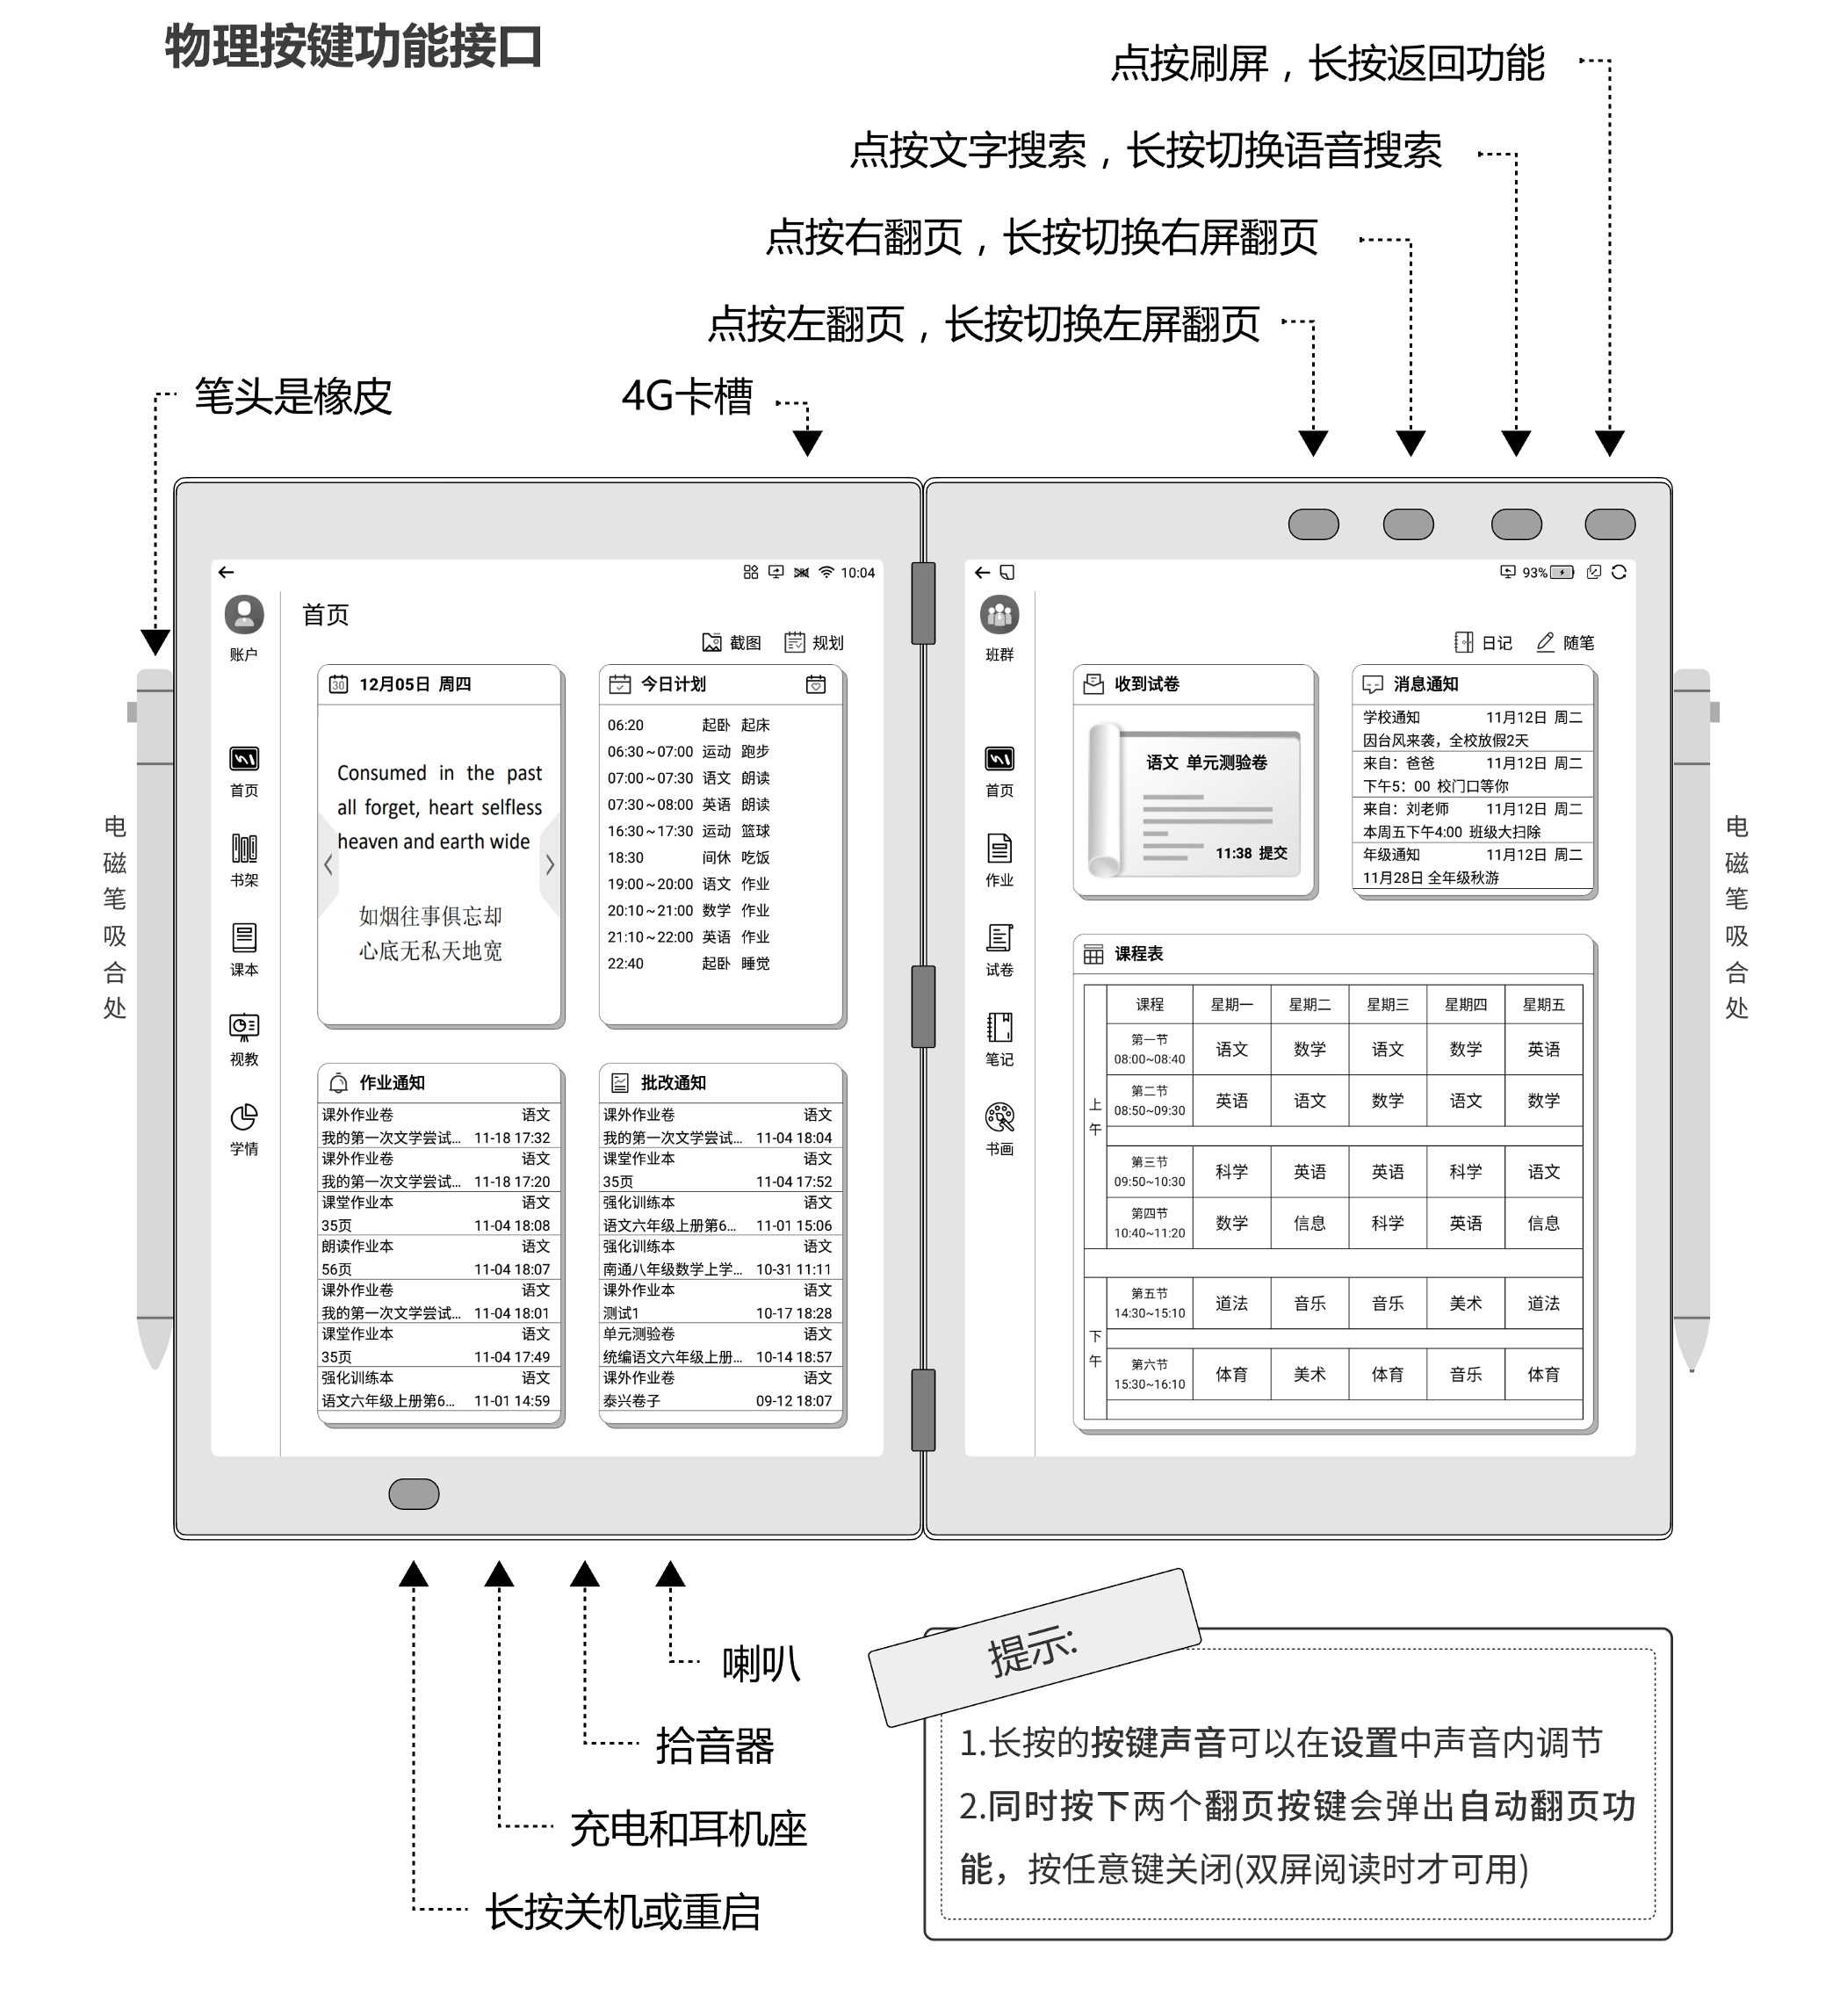 物理按键功能接口
点按刷屏，长按返回功能
点按文字搜索，长按切换语音搜索
点按右翻页，长按切换右屏翻页
点按左翻页，长按切换左屏翻页
笔头是橡皮
4G卡槽
电磁笔吸合处
10:04
账户
首页
书架
课本
视教
学情
首页
截图
规划
30
12月05日 周四
Consumed in the past
all forget, heart selfless
heaven and earth wide
如烟往事俱忘却
心底无私天地宽
今日计划
06:20 起卧 起床
06:30~07:00 运动 跑步
07:00~07:30 语文 朗读
07:30~08:00 英语 朗读
16:30~17:30 运动 篮球
18:30 间休 吃饭
19:00~20:00 语文 作业
20:10~21:00 数学 作业
21:10~22:00 英语 作业
22:40 起卧 睡觉
作业通知
课外作业卷 语文
我的第一次文学尝试... 11-18 17:32
课外作业卷 语文
我的第一次文学尝试... 11-18 17:20
课堂作业本 语文
35页 11-04 18:08
朗读作业本 语文
56页 11-04 18:07
课外作业卷 语文
我的第一次文学尝试... 11-04 18:01
课堂作业本 语文
35页 11-04 17:49
强化训练本 语文
语文六年级上册第6... 11-01 14:59
批改通知
课外作业卷 语文
我的第一次文学尝试... 11-04 18:04
课堂作业本 语文
35页 11-04 17:52
强化训练本 语文
语文六年级上册第6... 11-01 15:06
强化训练本 语文
南通八年级数学上学... 10-31 11:11
课外作业本 语文
测试1 10-17 18:28
单元测验卷 语文
统编语文六年级上册... 10-14 18:57
课外作业卷 语文
泰兴卷子 09-12 18:07
93%
班群
首页
作业
试卷
笔记
书画
日记
随笔
收到试卷
语文 单元测验卷
11:38 提交
消息通知
学校通知 11月12日 周二
因台风来袭，全校放假2天
来自：爸爸 11月12日 周二
下午5：00 校门口等你
来自：刘老师 11月12日 周二
本周五下午4:00 班级大扫除
年级通知 11月12日 周二
11月28日 全年级秋游
课程表
课程 星期一 星期二 星期三 星期四 星期五
上午
第一节
08:00~08:40 语文 数学 语文 数学 英语
第二节
08:50~09:30 英语 语文 数学 语文 数学
第三节
09:50~10:30 科学 英语 英语 科学 语文
第四节
10:40~11:20 数学 信息 科学 英语 信息
下午
第五节
14:30~15:10 道法 音乐 音乐 美术 道法
第六节
15:30~16:10 体育 美术 体育 音乐 体育
电磁笔吸合处
喇叭
拾音器
充电和耳机座
长按关机或重启
提示:
1.长按的按键声音可以在设置中声音内调节
2.同时按下两个翻页按键会弹出自动翻页功
能，按任意键关闭(双屏阅读时才可用)